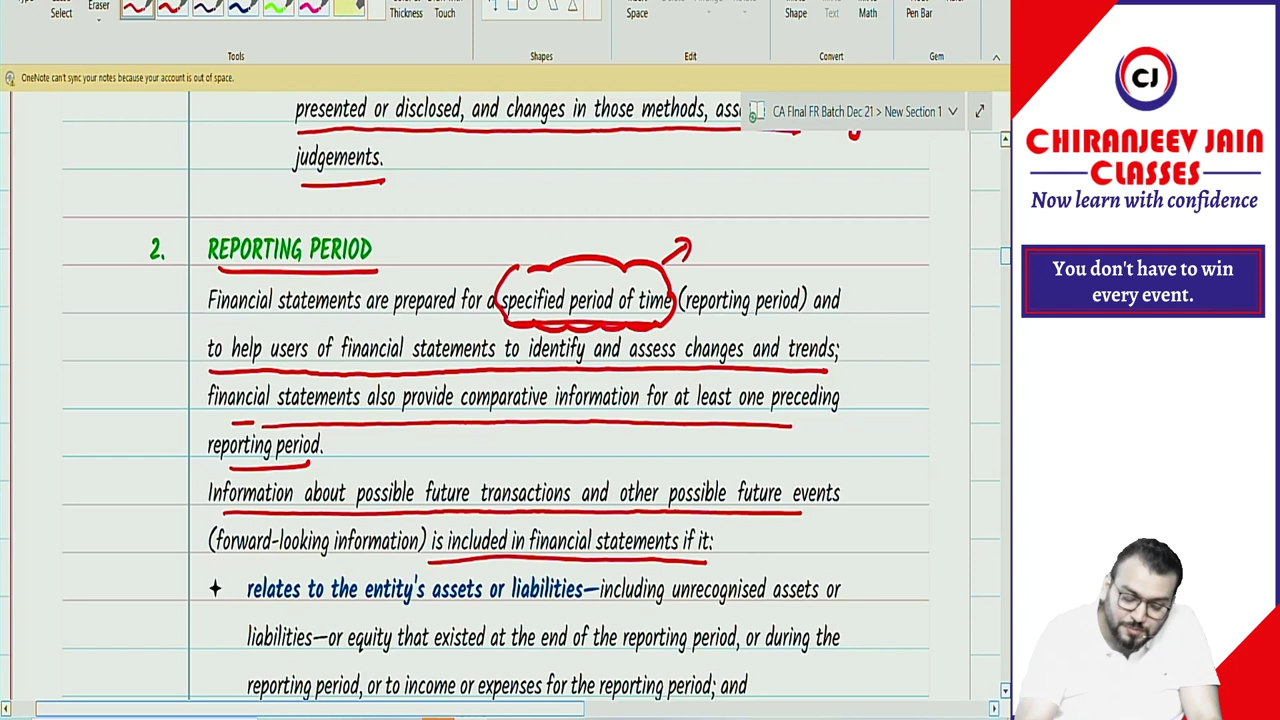 Eraser
Select
Thickness
Touch
Space
Shape
Text
Math
Pen Bar
Tools
Shapes
Edit
Convert
Gem
OneNote can't sync your notes because your account is out of space.
presented or disclosed, and changes in those methods,
CA FInal FR Batch Dec 21 > New Section 1
judgements.
2. REPORTING PERIOD
Financial statements are prepared for a specified period of time (reporting period) and
to help users of financial statements to identify and assess changes and trends;
financial statements also provide comparative information for at least one preceding
reporting period.
Information about possible future transactions and other possible future events
(forward-looking information) is included in financial statements if it:
✦ relates to the entity's assets or liabilities—including unrecognised assets or
liabilities—or equity that existed at the end of the reporting period, or during the
reporting period, or to income or expenses for the reporting period; and
CJ
CHIRANJEEV JAIN
CLASSES
Now learn with confidence
You don't have to win
every event.